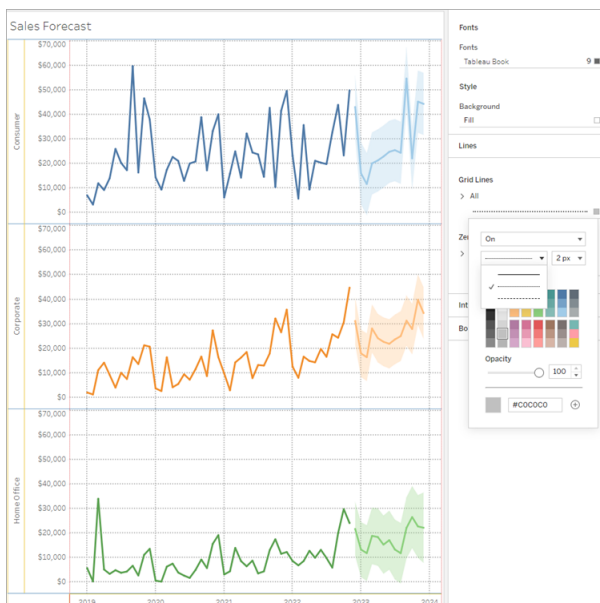 Sales Forecast
Consumer
$70,000
$60,000
$50,000
$40,000
$30,000
$20,000
$10,000
$0
Corporate
$70,000
$60,000
$50,000
$40,000
$30,000
$20,000
$10,000
$0
Home Office
$70,000
$60,000
$50,000
$40,000
$30,000
$20,000
$10,000
$0
2019 2020 2021 2022 2023 2024
Fonts
Fonts
Tableau Book 9
Style
Background
Fill
Lines
Grid Lines
All
On
2 px
Opacity
100
#C0C0C0